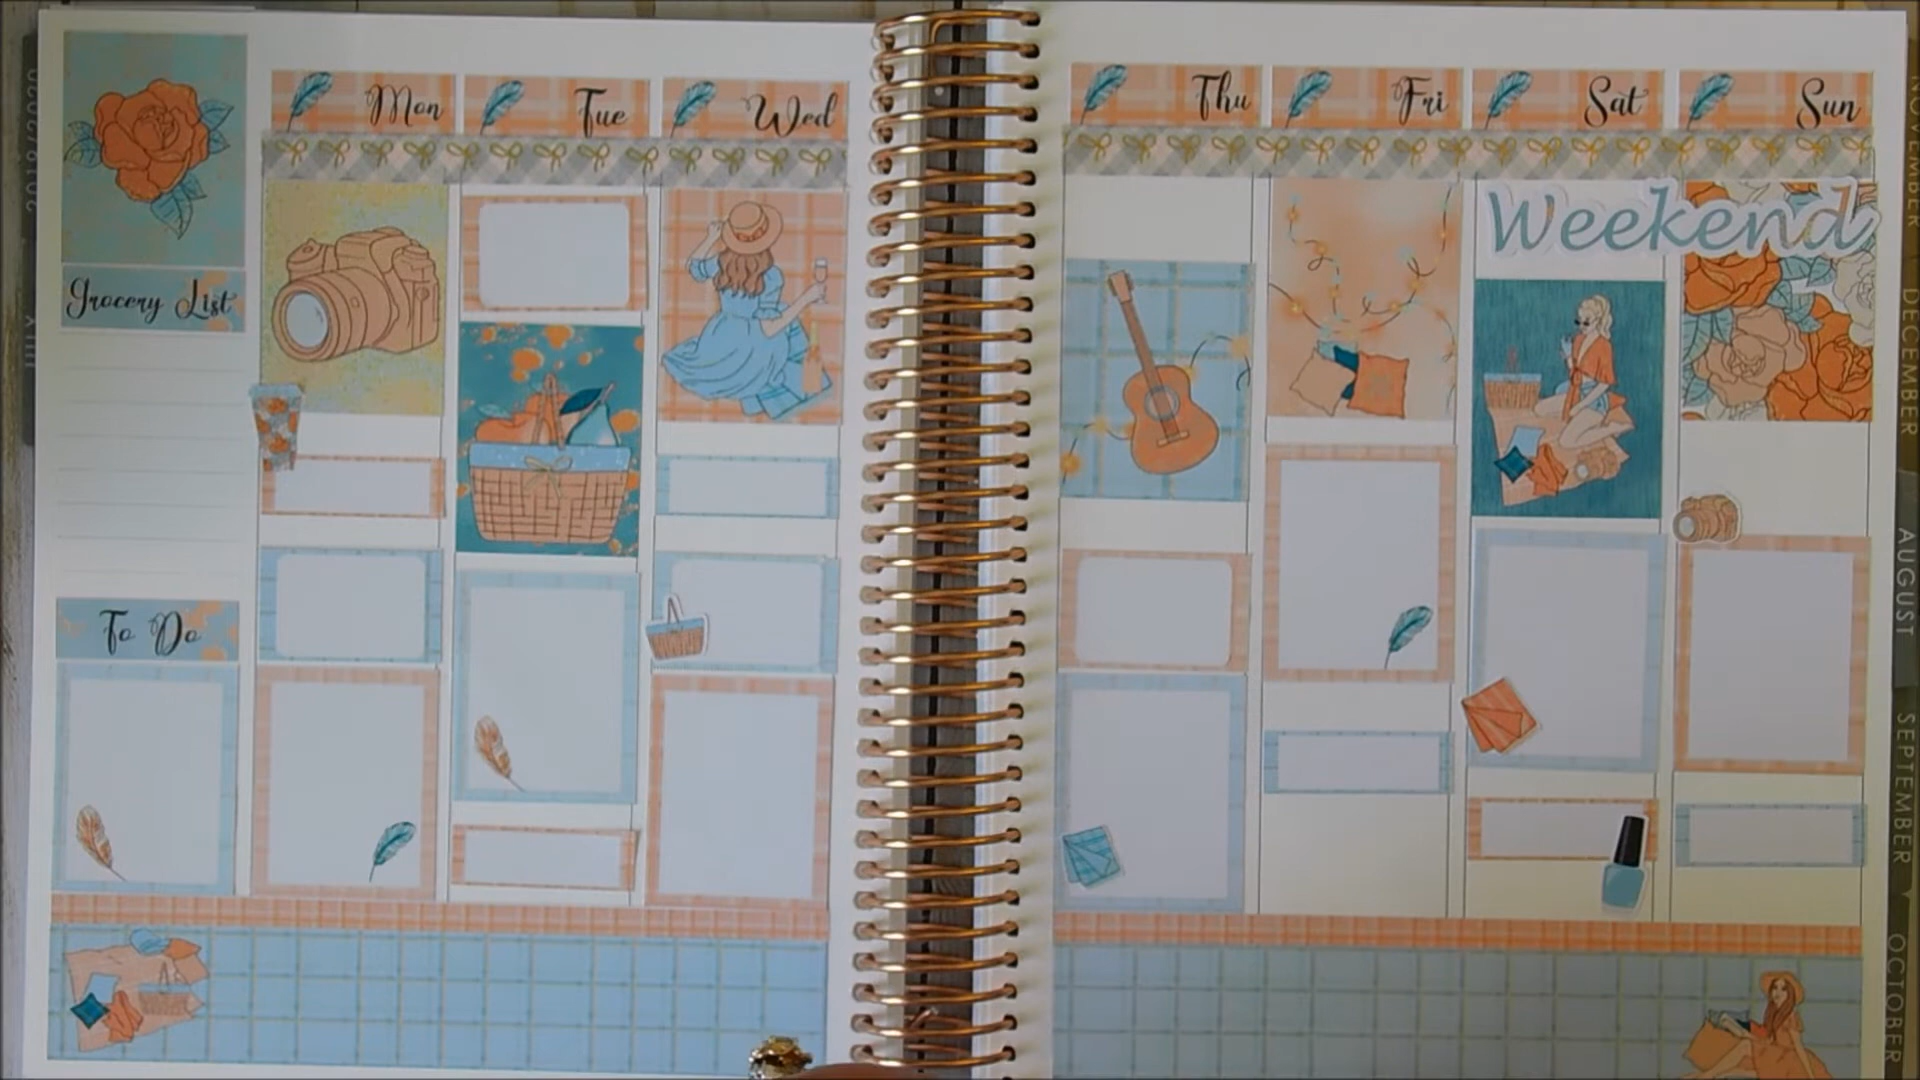 Mon
Tue
Wed
Thu
Fri
Sat
Sun
Weekend
Grocery List
To Do
NOVEMBER
DECEMBER
AUGUST
SEPTEMBER
OCTOBER